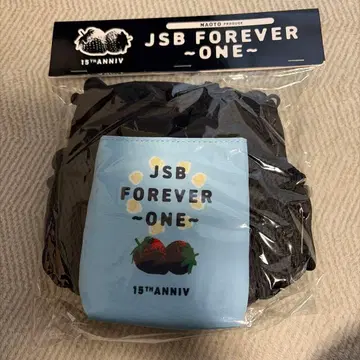 NAOTO PRODUCE
JSB FOREVER
~ONE~
15TH ANNIV
JSB
FOREVER
~ONE~
15TH ANNIV